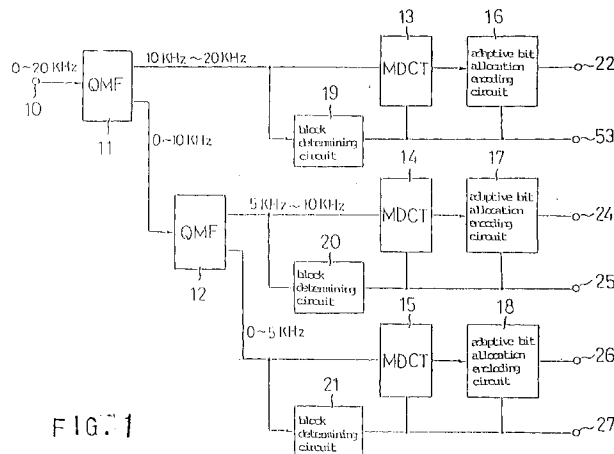 13
16
0~20 KHz
10
QMF
11
10 KHz ~ 20 KHz
MDCT
adaptive bit
allocation
encoding
circuit
22
19
block
determining
circuit
53
0~10 KHz
14
17
QMF
12
5 KHz ~ 10 KHz
MDCT
adaptive bit
allocation
encoding
circuit
24
20
block
determining
circuit
25
15
18
0~5 KHz
MDCT
adaptive bit
allocation
encoding
circuit
26
21
block
determining
circuit
27
FIG. 1